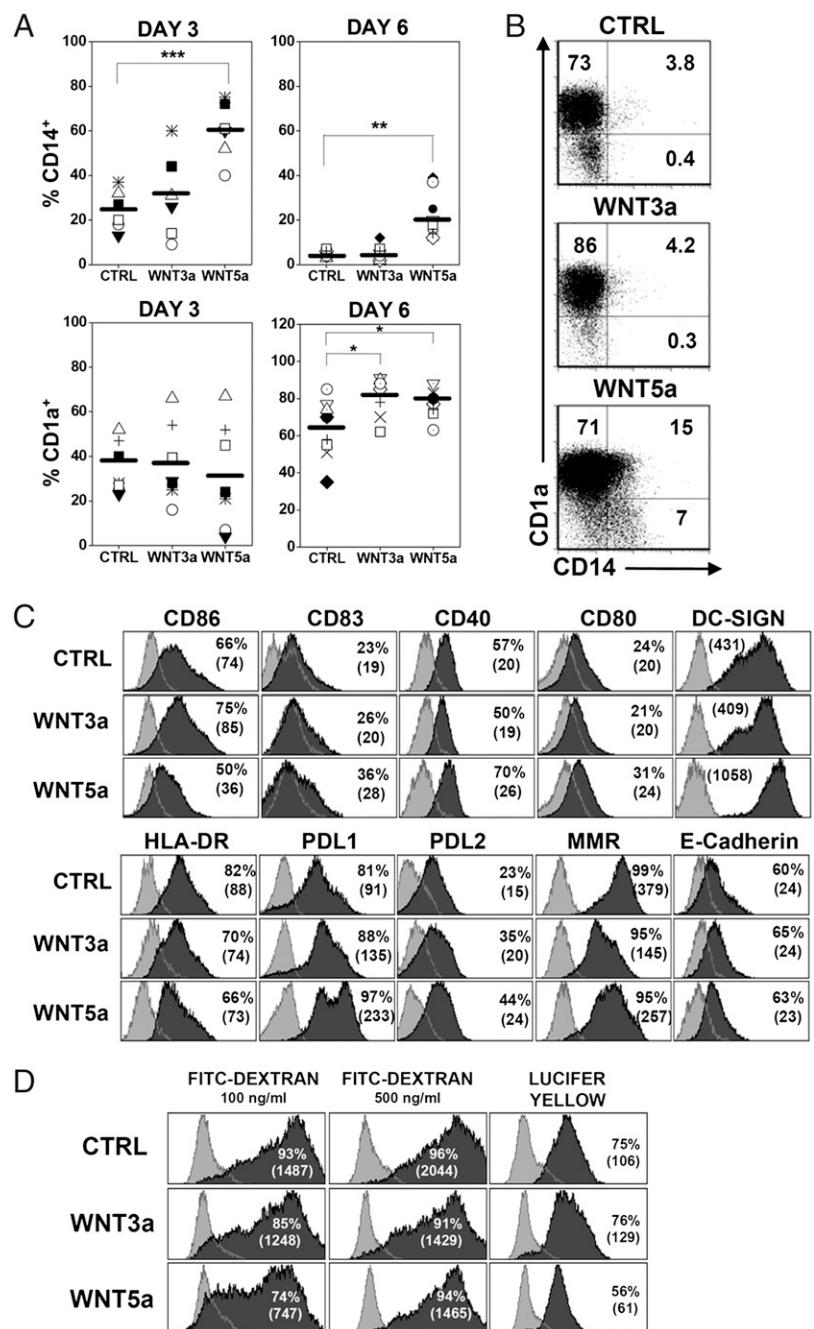 A
DAY 3
DAY 6
***
**
% CD14+
100
80
60
40
20
0
100
80
60
40
20
0
CTRL WNT3a WNT5a
CTRL WNT3a WNT5a
DAY 3
DAY 6
*
*
% CD1a+
100
80
60
40
20
0
120
100
80
60
40
20
0
CTRL WNT3a WNT5a
CTRL WNT3a WNT5a
B
CTRL
73 3.8
0.4
WNT3a
86 4.2
0.3
WNT5a
71 15
7
CD1a
CD14
C
CD86 CD83 CD40 CD80 DC-SIGN
CTRL
66% 23% 57% 24% (431)
(74) (19) (20) (20)
WNT3a
75% 26% 50% 21% (409)
(85) (20) (19) (20)
WNT5a
50% 36% 70% 31% (1058)
(36) (28) (26) (24)
HLA-DR PDL1 PDL2 MMR E-Cadherin
CTRL
82% 81% 23% 99% 60%
(88) (91) (15) (379) (24)
WNT3a
70% 88% 35% 95% 65%
(74) (135) (20) (145) (24)
WNT5a
66% 97% 44% 95% 63%
(73) (233) (24) (257) (23)
D
FITC-DEXTRAN FITC-DEXTRAN LUCIFER
100 ng/ml 500 ng/ml YELLOW
CTRL
93% 96% 75%
(1487) (2044) (106)
WNT3a
85% 91% 76%
(1248) (1429) (129)
WNT5a
74% 94% 56%
(747) (1465) (61)